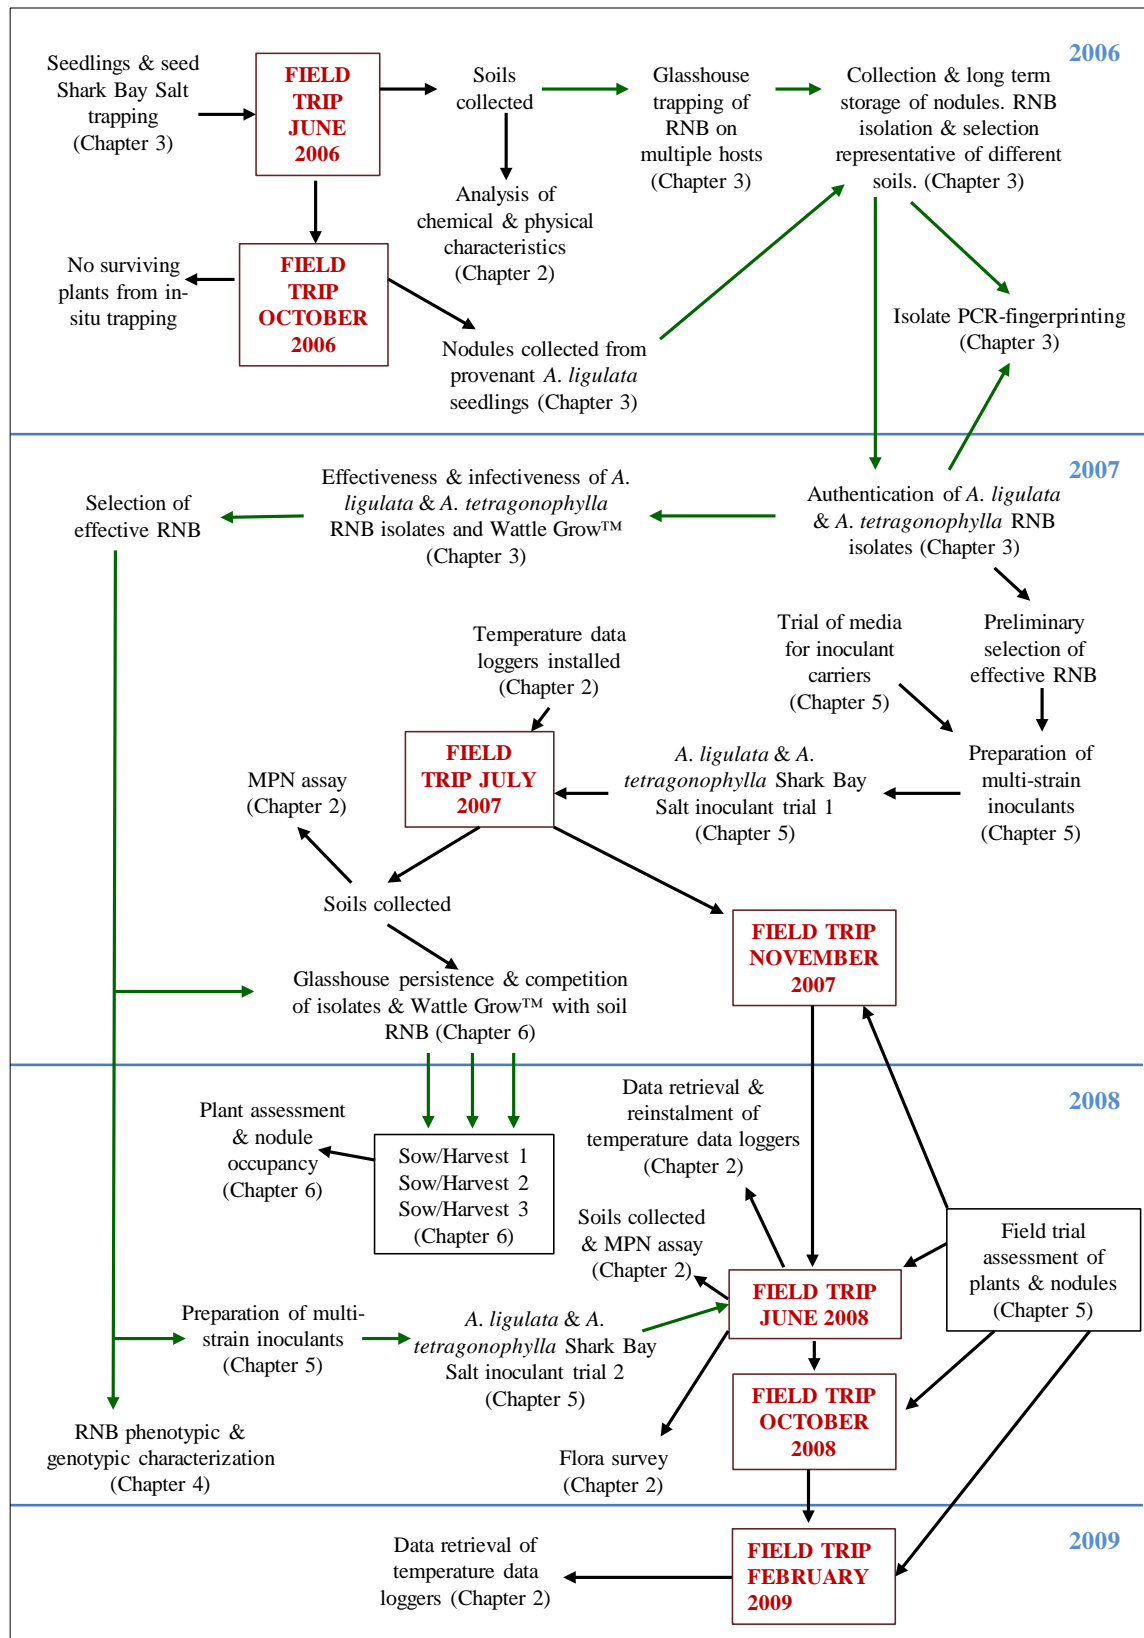 2006
Seedlings & seed
Shark Bay Salt
trapping
(Chapter 3)
FIELD
TRIP
JUNE
2006
Soils
collected
Glasshouse
trapping of
RNB on
multiple hosts
(Chapter 3)
Collection & long term
storage of nodules. RNB
isolation & selection
representative of different
soils. (Chapter 3)
Analysis of
chemical & physical
characteristics
(Chapter 2)
No surviving
plants from in-
situ trapping
FIELD
TRIP
OCTOBER
2006
Nodules collected from
provenant A. ligulata
seedlings (Chapter 3)
Isolate PCR-fingerprinting
(Chapter 3)
2007
Selection of
effective RNB
Effectiveness & infectiveness of A.
ligulata & A. tetragonophylla
RNB isolates and Wattle Grow™
(Chapter 3)
Authentication of A. ligulata
& A. tetragonophylla RNB
isolates (Chapter 3)
Temperature data
loggers installed
(Chapter 2)
Trial of media
for inoculant
carriers
(Chapter 5)
Preliminary
selection of
effective RNB
MPN assay
(Chapter 2)
FIELD
TRIP JULY
2007
A. ligulata & A.
tetragonophylla Shark Bay
Salt inoculant trial 1
(Chapter 5)
Preparation of
multi-strain
inoculants
(Chapter 5)
Soils collected
FIELD TRIP
NOVEMBER
2007
Glasshouse persistence & competition
of isolates & Wattle Grow™ with soil
RNB (Chapter 6)
2008
Plant assessment
& nodule
occupancy
(Chapter 6)
Sow/Harvest 1
Sow/Harvest 2
Sow/Harvest 3
(Chapter 6)
Data retrieval &
reinstalment of
temperature data loggers
(Chapter 2)
Soils collected
& MPN assay
(Chapter 2)
Field trial
assessment of
plants & nodules
(Chapter 5)
Preparation of multi-
strain inoculants
(Chapter 5)
A. ligulata & A.
tetragonophylla Shark Bay
Salt inoculant trial 2
(Chapter 5)
FIELD TRIP
JUNE 2008
FIELD TRIP
OCTOBER
2008
RNB phenotypic &
genotypic characterization
(Chapter 4)
Flora survey
(Chapter 2)
2009
Data retrieval of
temperature data
loggers (Chapter 2)
FIELD TRIP
FEBRUARY
2009